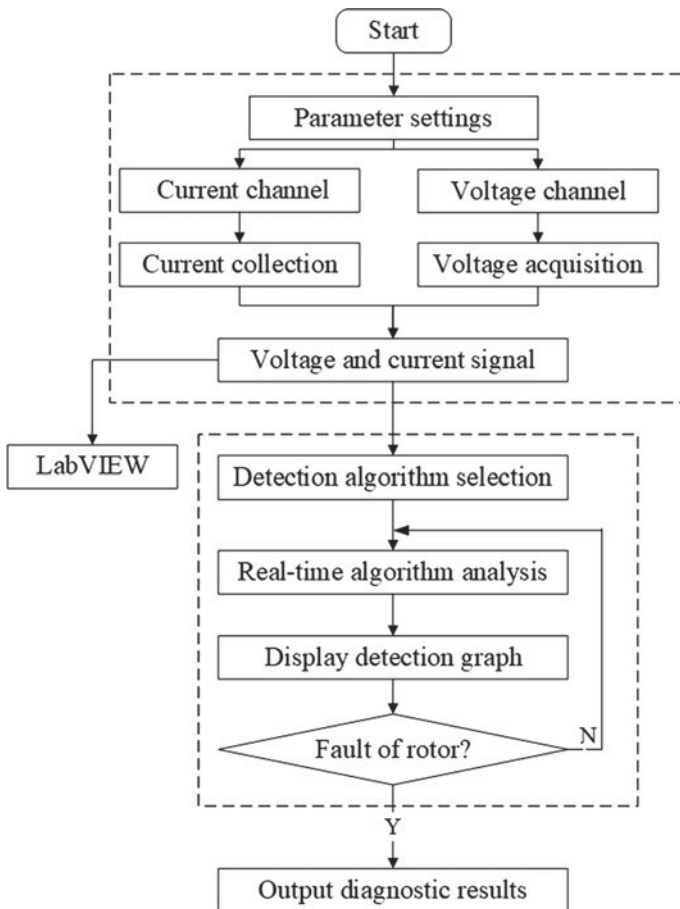 Start
Parameter settings
Current channel
Voltage channel
Current collection
Voltage acquisition
Voltage and current signal
LabVIEW
Detection algorithm selection
Real-time algorithm analysis
Display detection graph
Fault of rotor?
N
Y
Output diagnostic results